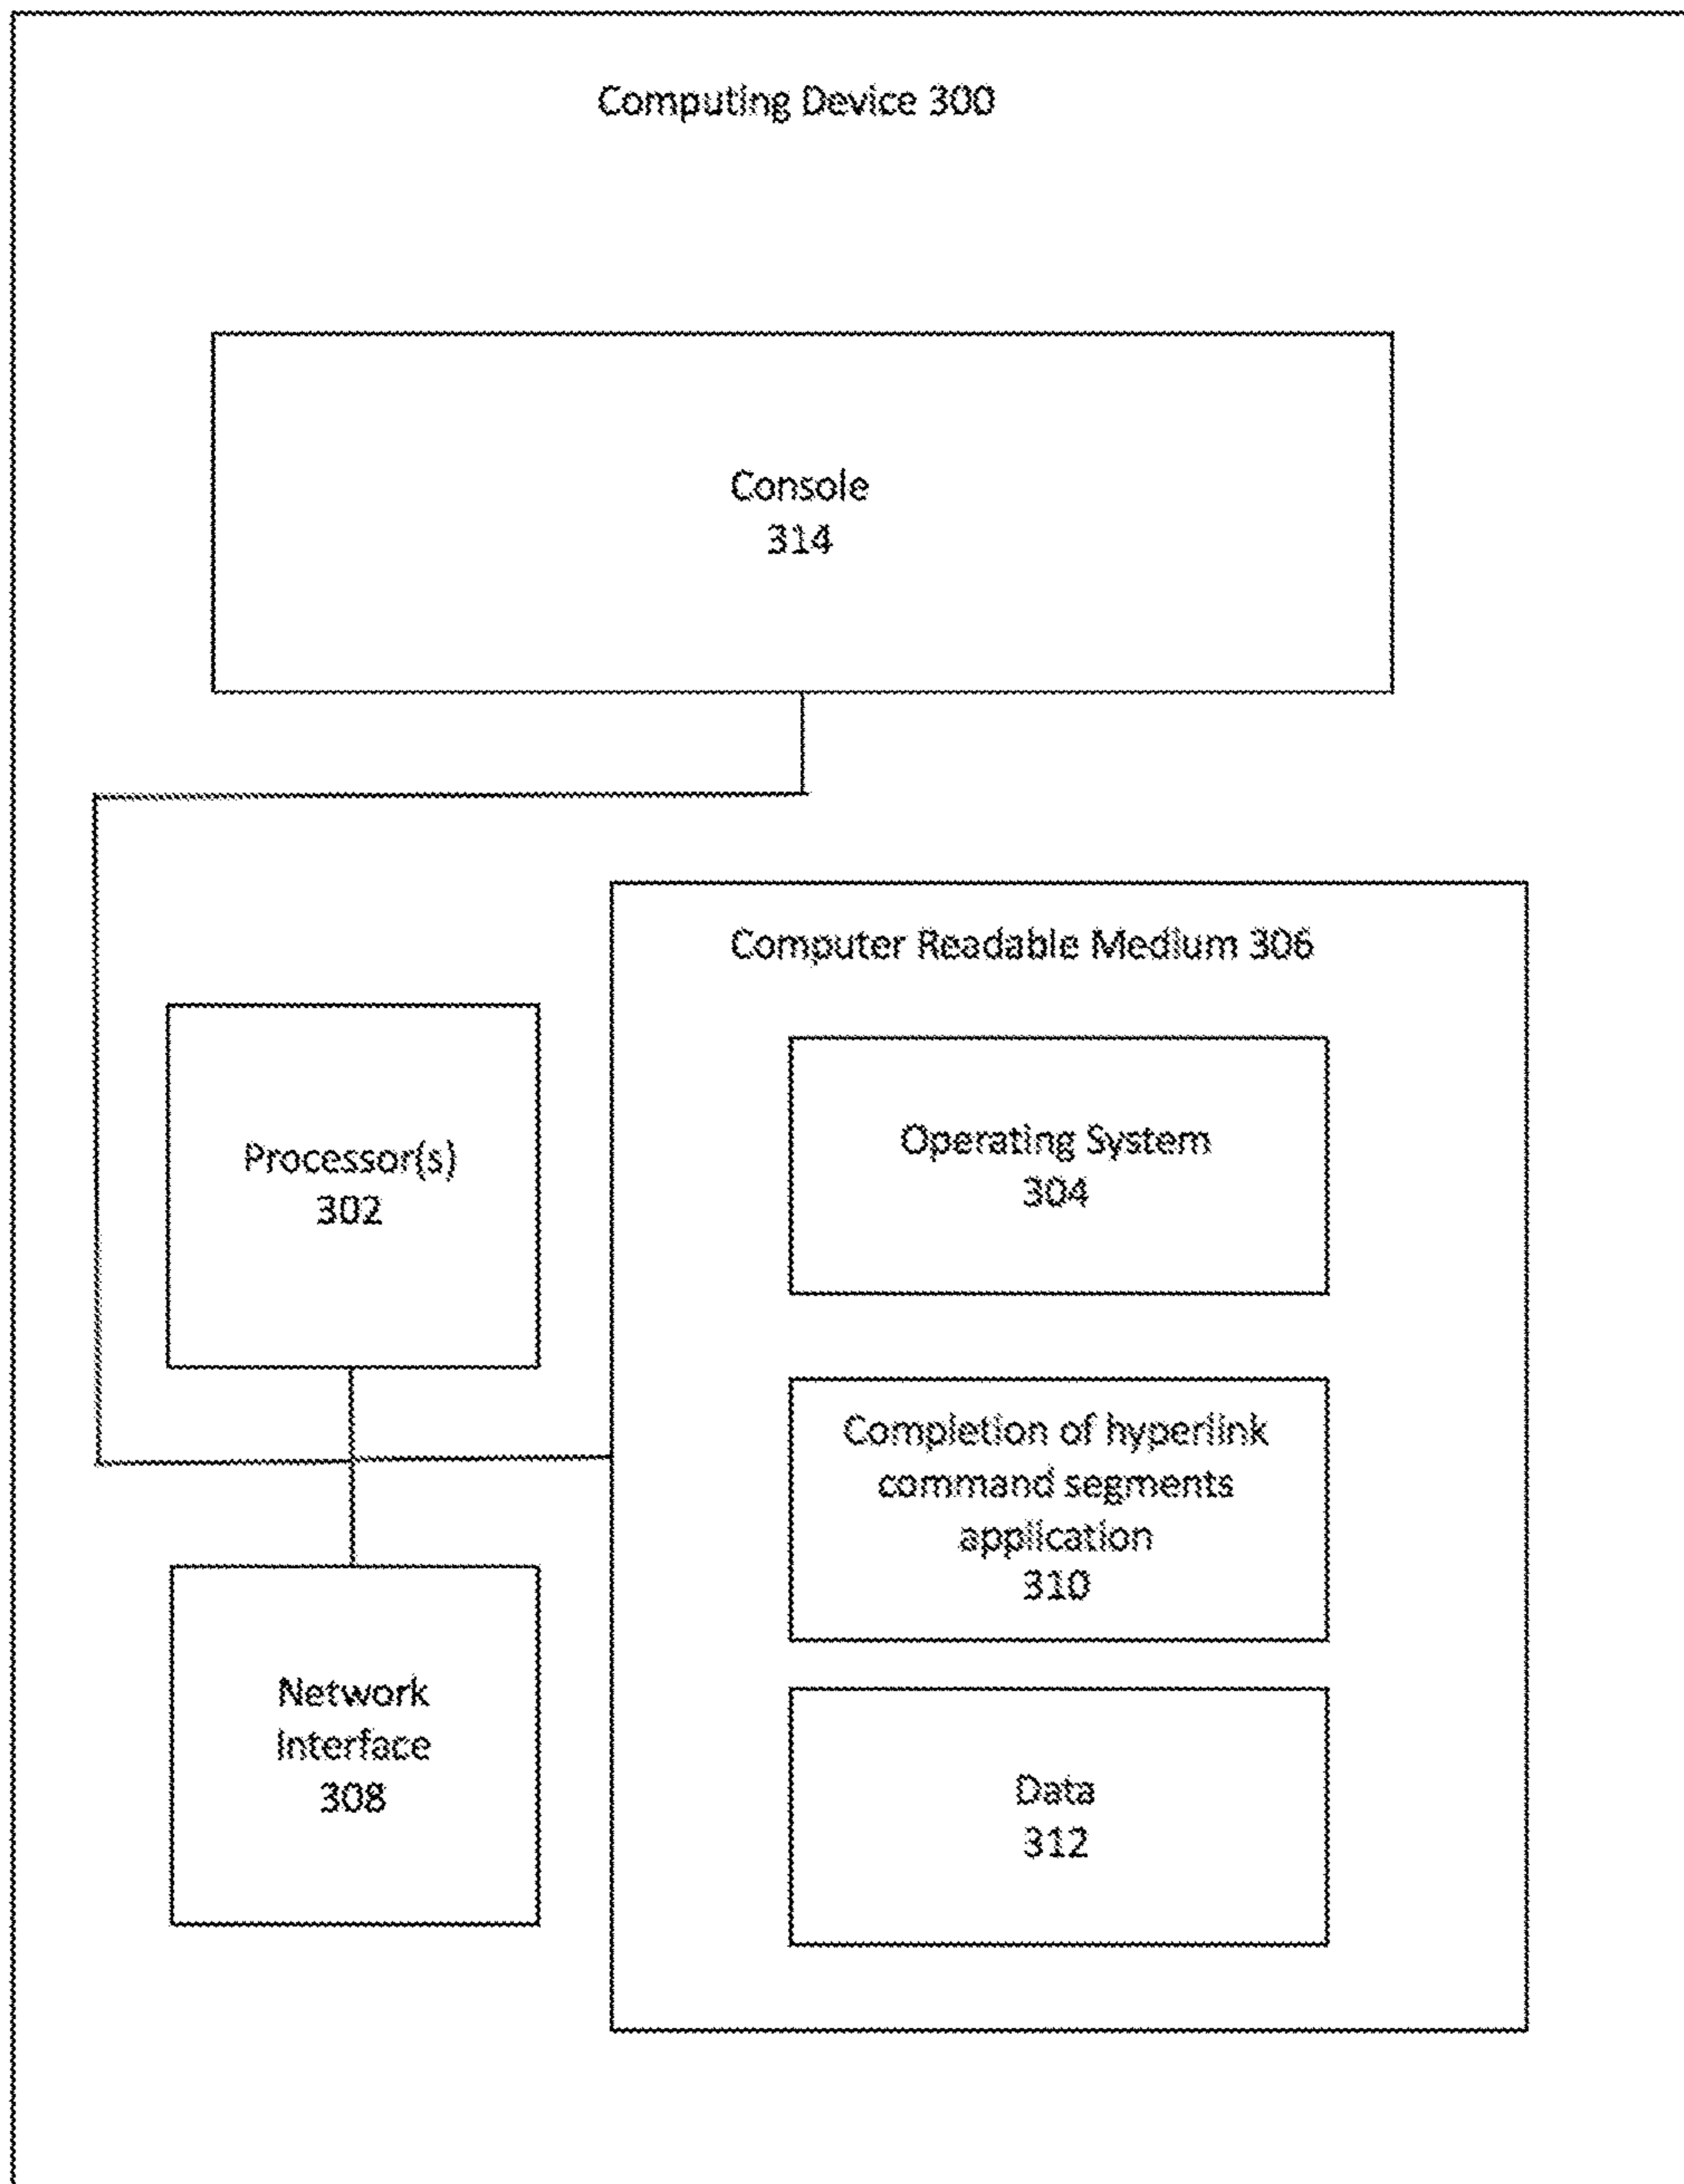 Computing Device 300
Console
314
Computer Readable Medium 306
Processor(s)
302
Operating System
304
Completion of hyperlink
command segments
application
310
Network
Interface
308
Data
312